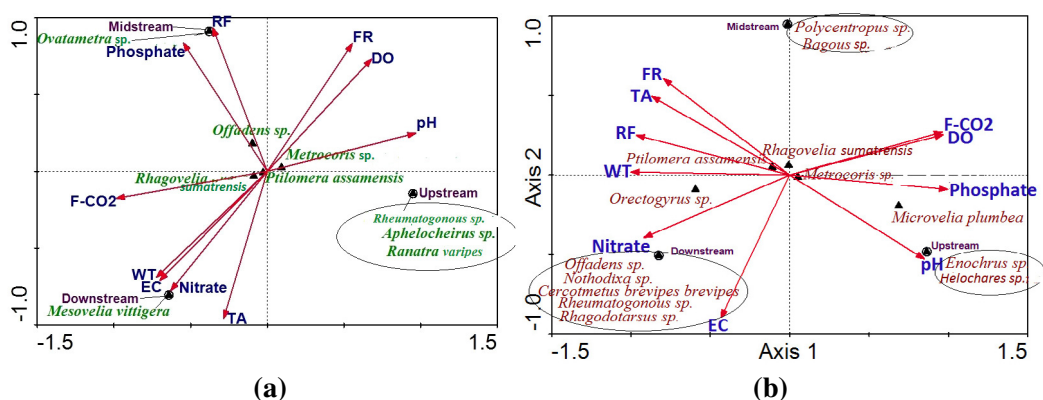 1.0
Midstream RF
Ovatametra sp.
Phosphate
FR
DO
pH
Offadens sp.
Metrocoris sp.
Rhagovelia
sumatrensis
Ptilomera assamensis
F-CO2
Upstream
Rheumatogonous sp.
Aphelocheirus sp.
Ranatra varipes
WT
EC
Downstream Nitrate
Mesovelia vittigera
TA
-1.0
-1.5 1.5
(a)
1.0
Midstream Polycentropus sp.
Bagous sp.
FR
TA
RF
F-CO2
DO
Rhagovelia sumatrensis
Ptilomera assamensis
WT
Metrocoris sp.
Axis 2
Phosphate
Orectogyrus sp.
Microvelia plumbea
Nitrate
Downstream
Upstream
pH
Enochrus sp.
Helochares sp.
Offadens sp.
Nothodixa sp.
Cercotmetus brevipes brevipes
Rheumatogonous sp.
Rhagodotarsus sp.
EC
-1.0
-1.5 Axis 1 1.5
(b)